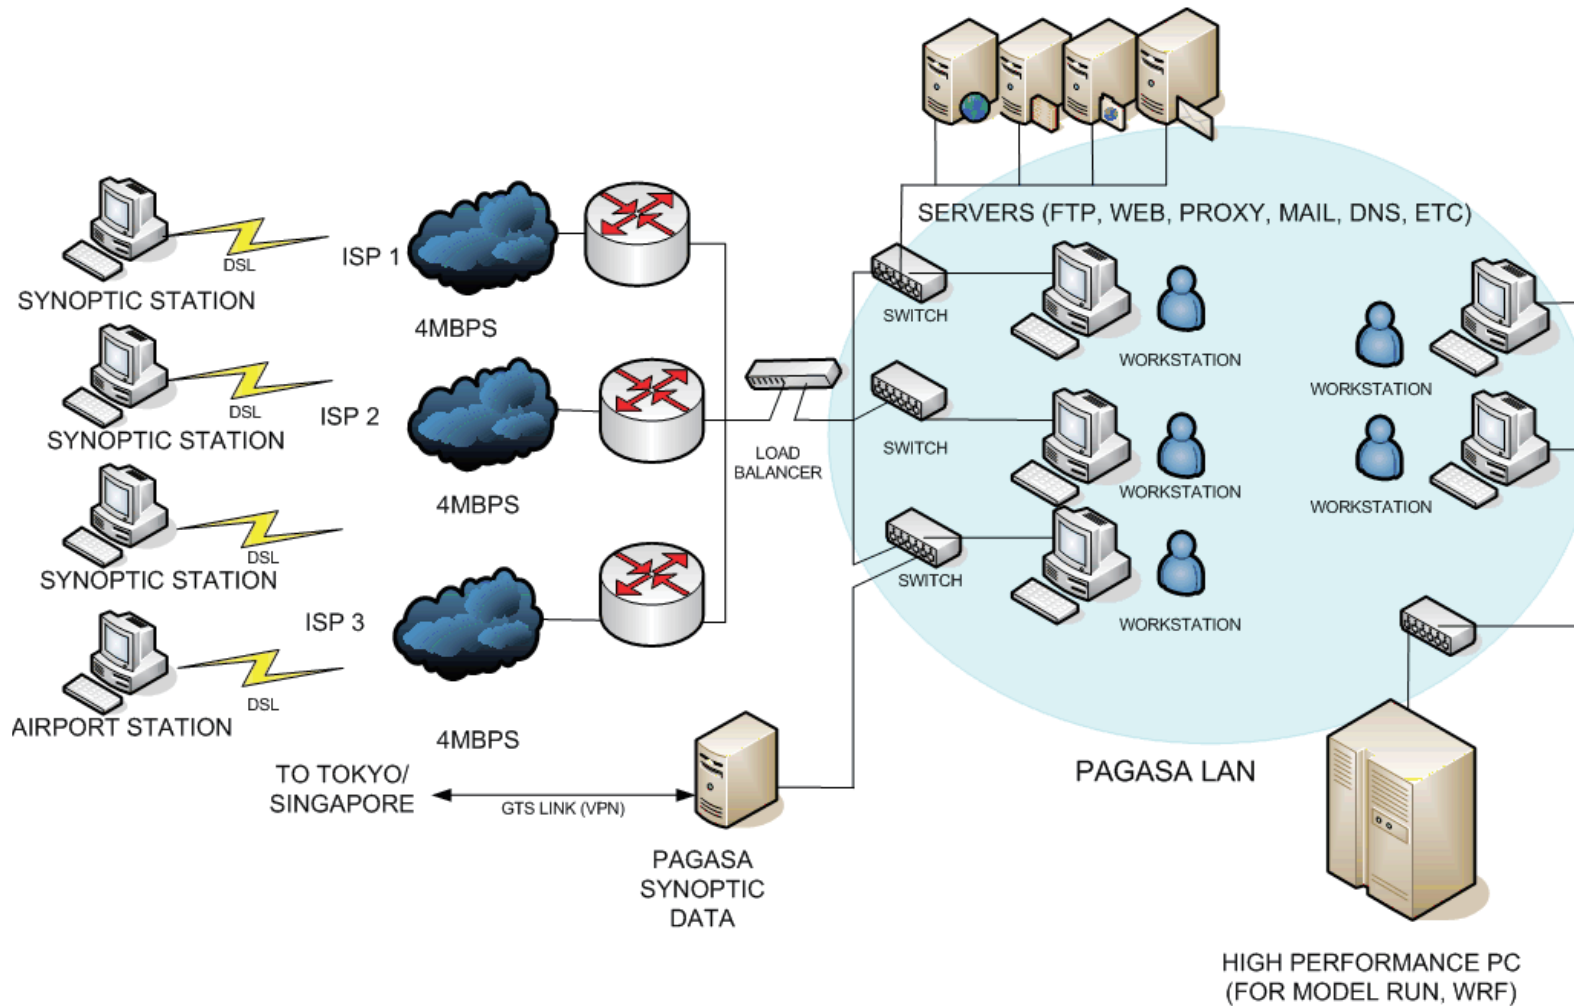 SERVERS (FTP, WEB, PROXY, MAIL, DNS, ETC)
DSL
ISP 1
SYNOPTIC STATION
4MBPS
SWITCH
WORKSTATION
WORKSTATION
DSL
ISP 2
SYNOPTIC STATION
4MBPS
LOAD
BALANCER
SWITCH
WORKSTATION
WORKSTATION
DSL
SYNOPTIC STATION
SWITCH
ISP 3
WORKSTATION
DSL
AIRPORT STATION
4MBPS
TO TOKYO/
SINGAPORE
GTS LINK (VPN)
PAGASA LAN
PAGASA
SYNOPTIC
DATA
HIGH PERFORMANCE PC
(FOR MODEL RUN, WRF)